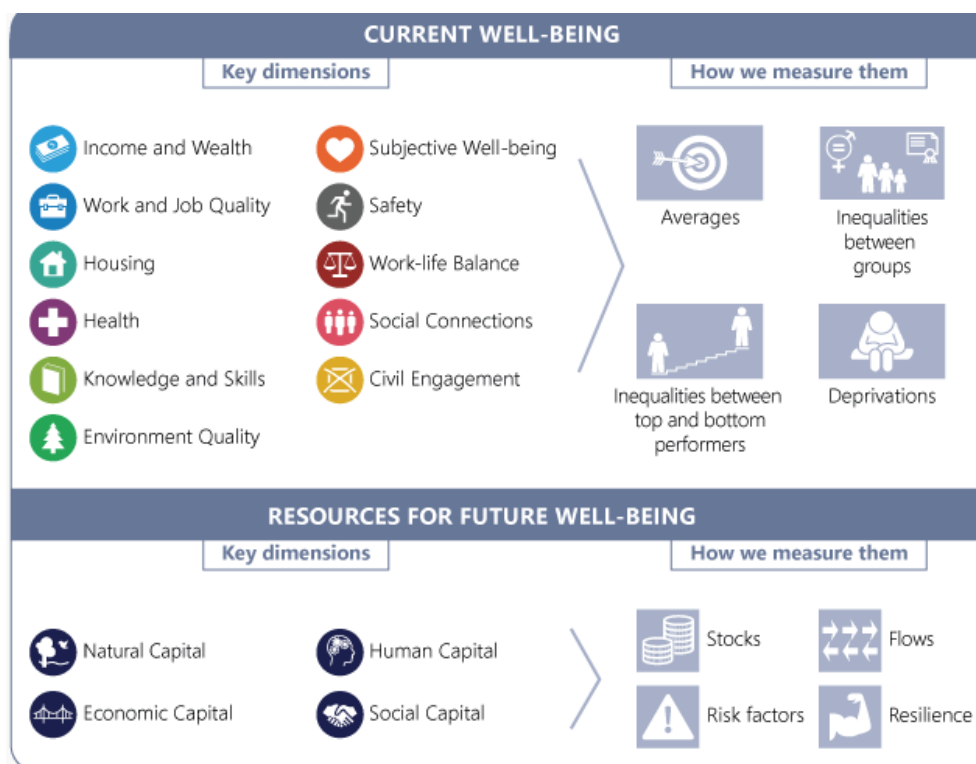 CURRENT WELL-BEING
Key dimensions
How we measure them
Income and Wealth
Work and Job Quality
Housing
Health
Knowledge and Skills
Environment Quality
Subjective Well-being
Safety
Work-life Balance
Social Connections
Civil Engagement
Averages
Inequalities
between
groups
Inequalities between
top and bottom
performers
Deprivations
RESOURCES FOR FUTURE WELL-BEING
Key dimensions
How we measure them
Natural Capital
Economic Capital
Human Capital
Social Capital
Stocks
Flows
Risk factors
Resilience